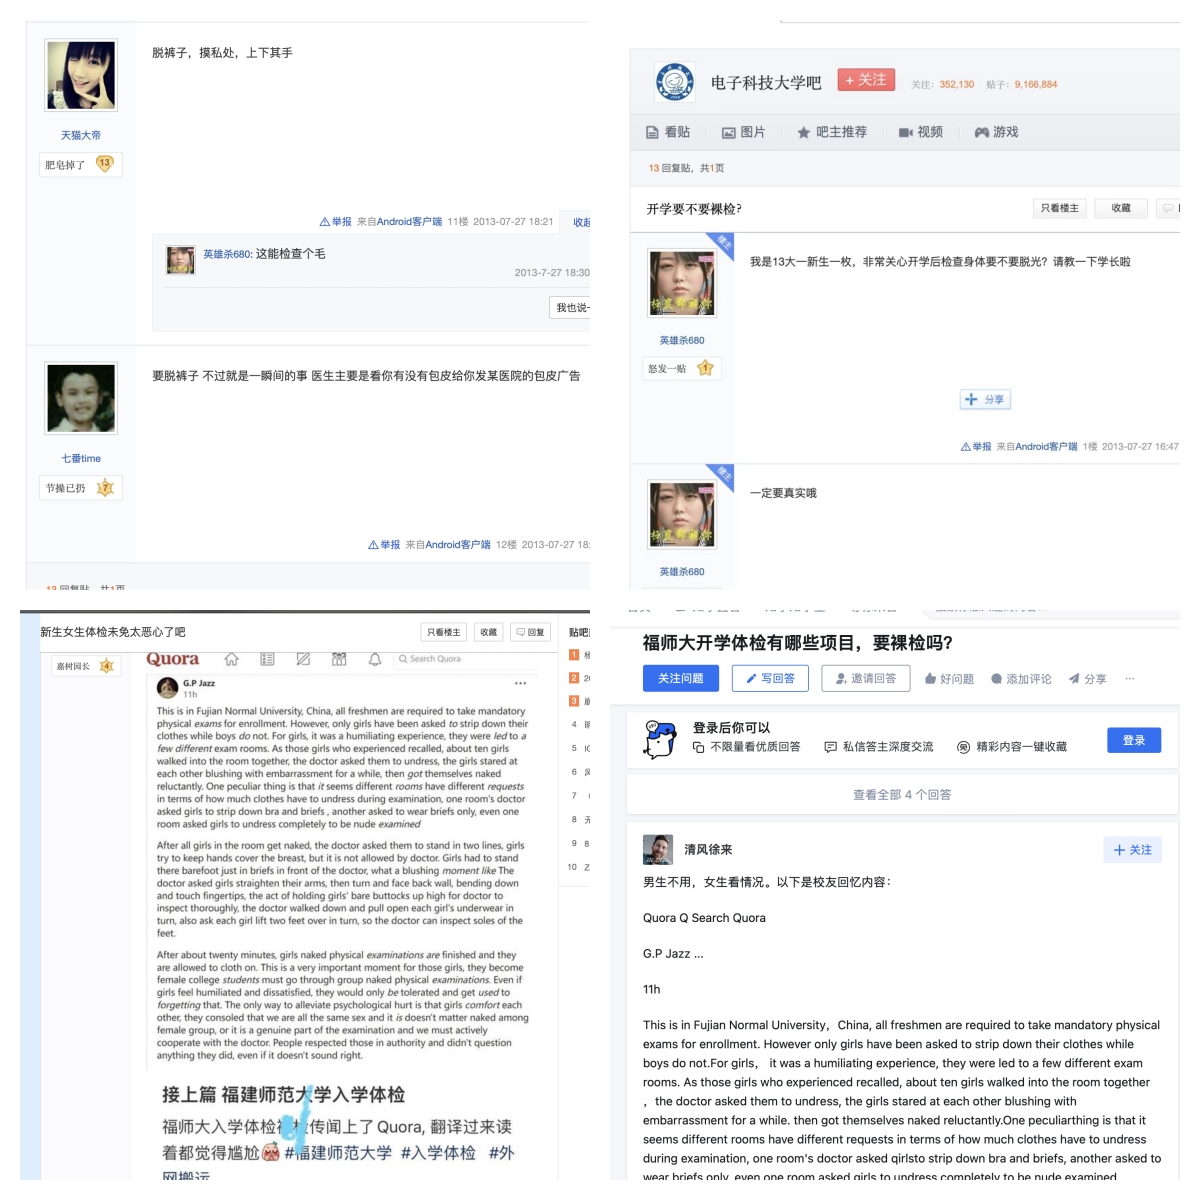 脱裤子，摸私处，上下其手
天猫大帝
肥皂掉了 13
举报 来自Android客户端 11楼 2013-07-27 18:21 收起
英雄杀680: 这能检查个毛
2013-7-27 18:30
我也说一
要脱裤子 不过就是一瞬间的事 医生主要是看你有没有包皮给你发某医院的包皮广告
七番time
节操已扔 7
举报 来自Android客户端 12楼 2013-07-27 18:
13 回复贴，共1页
电子科技大学吧 + 关注 关注: 352,130 贴子: 9,166,884
看贴 图片 吧主推荐 视频 游戏
13 回复贴，共1页
开学要不要裸检?
只看楼主 收藏
楼主
我是13大一新生一枚，非常关心开学后检查身体要不要脱光？请教一下学长啦
英雄杀680
怒发一贴 1
分享
举报 来自Android客户端 1楼 2013-07-27 16:47
楼主
一定要真实哦
英雄杀680
新生女生体检未免太恶心了吧
只看楼主 收藏 回复
贴吧
嘉树园长 4
Quora Search Quora
G.P Jazz
11h
This is in Fujian Normal University, China, all freshmen are required to take mandatory
physical exams for enrollment. However, only girls have been asked to strip down their
clothes while boys do not. For girls, it was a humiliating experience, they were led to a
few different exam rooms. As those girls who experienced recalled, about ten girls
walked into the room together, the doctor asked them to undress, the girls stared at
each other blushing with embarrassment for a while, then got themselves naked
reluctantly. One peculiar thing is that it seems different rooms have different requests
in terms of how much clothes have to undress during examination, one room's doctor
asked girls to strip down bra and briefs , another asked to wear briefs only, even one
room asked girls to undress completely to be nude examined
After all girls in the room get naked, the doctor asked them to stand in two lines, girls
try to keep hands cover the breast, but it is not allowed by doctor. Girls had to stand
there barefoot just in briefs in front of the doctor, what a blushing moment like The
doctor asked girls straighten their arms, then turn and face back wall, bending down
and touch fingertips, the act of holding girls' bare buttocks up high for doctor to
inspect thoroughly, the doctor walked down and pull open each girl's underwear in
turn, also ask each girl lift two feet over in turn, so the doctor can inspect soles of the
feet.
After about twenty minutes, girls naked physical examinations are finished and they
are allowed to cloth on. This is a very important moment for those girls, they become
female college students must go through group naked physical examinations. Even if
girls feel humiliated and dissatisfied, they would only be tolerated and get used to
forgetting that. The only way to alleviate psychological hurt is that girls comfort each
other, they consoled that we are all the same sex and it is doesn't matter naked among
female group, or it is a genuine part of the examination and we must actively
cooperate with the doctor. People respected those in authority and didn't question
anything they did, even if it doesn't sound right.
接上篇 福建师范大学入学体检
福师大入学体检传闻上了Quora, 翻译过来读
着都觉得尴尬 #福建师范大学 #入学体检 #外
网搬运
1
2
3
4
5
6
7
8
9
10
福师大开学体检有哪些项目，要裸检吗?
关注问题 写回答 邀请回答 好问题 添加评论 分享 ...
登录后你可以
不限量看优质回答 私信答主深度交流 精彩内容一键收藏
登录
查看全部 4 个回答
清风徐来
+ 关注
男生不用，女生看情况。以下是校友回忆内容：
Quora Q Search Quora
G.P Jazz ...
11h
This is in Fujian Normal University，China, all freshmen are required to take mandatory physical
exams for enrollment. However only girls have been asked to strip down their clothes while
boys do not.For girls， it was a humiliating experience, they were led to a few different exam
rooms. As those girls who experienced recalled, about ten girls walked into the room together
，the doctor asked them to undress, the girls stared at each other blushing with
embarrassment for a while. then got themselves naked reluctantly.One peculiarthing is that it
seems different rooms have different requests in terms of how much clothes have to undress
during examination, one room's doctor asked qirlsto strip down bra and briefs, another asked to
wear briefs only, even one room asked girls to undress completely to be nude examined